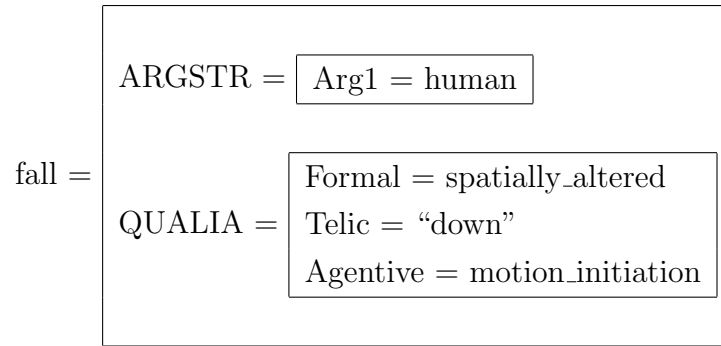 ARGSTR = Arg1 = human
fall =
Formal = spatially_altered
QUALIA = Telic = “down”
Agentive = motion_initiation